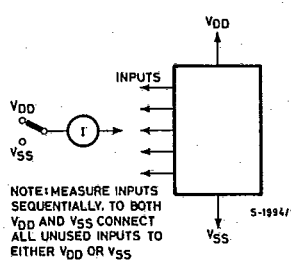 VDD
INPUTS
VDD
I
VSS
NOTE: MEASURE INPUTS
SEQUENTIALLY, TO BOTH
VDD AND VSS CONNECT
ALL UNUSED INPUTS TO
EITHER VDD OR VSS
S-1994/
VSS